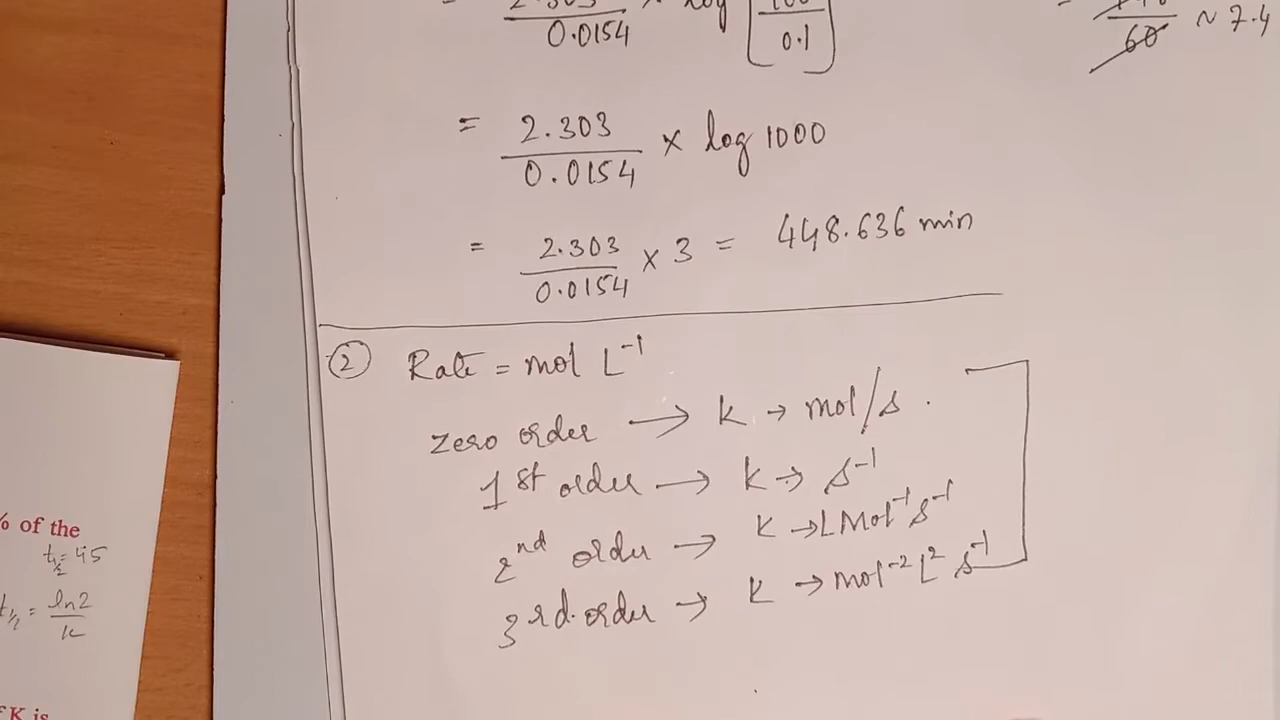 0.0154 × log [ 0.1 ]
60 ~ 7.4
= 2.303 / 0.0154 × log 1000
= 2.303 / 0.0154 × 3 = 448.636 min
② Rate = mol L⁻¹
Zero order → k → mol/s.
1st order → k → s⁻¹
2nd order → k → L Mol⁻¹ s⁻¹
3rd. order → k → mol⁻² L² s⁻¹
% of the
t½ = 45
t½ = ln2 / k
K is